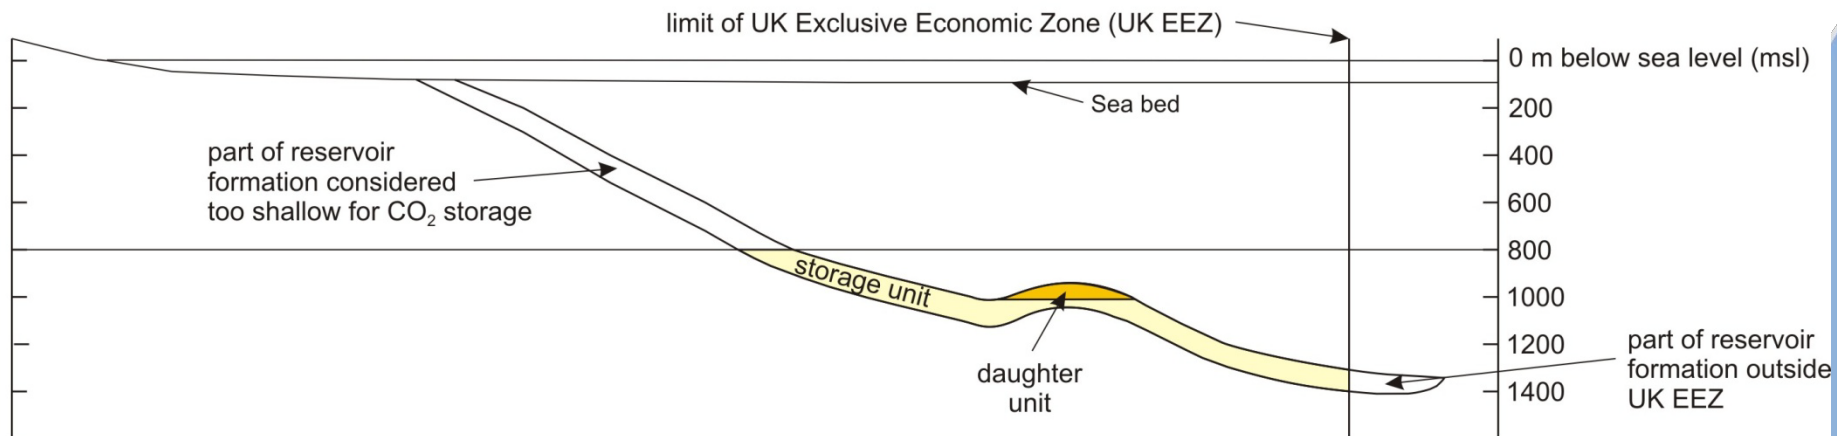 limit of UK Exclusive Economic Zone (UK EEZ)
0 m below sea level (msl)
Sea bed
200
part of reservoir
formation considered
too shallow for CO₂ storage
400
600
800
storage unit
1000
1200
daughter
unit
part of reservoir
formation outside
UK EEZ
1400